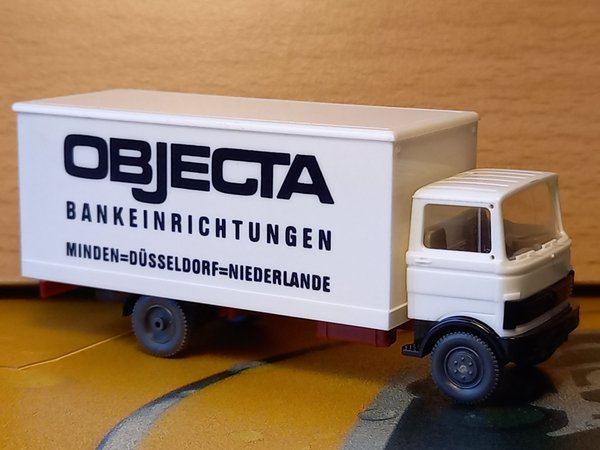 OBJECTA
BANKEINRICHTUNGEN
MINDEN=DÜSSELDORF=NIEDERLANDE